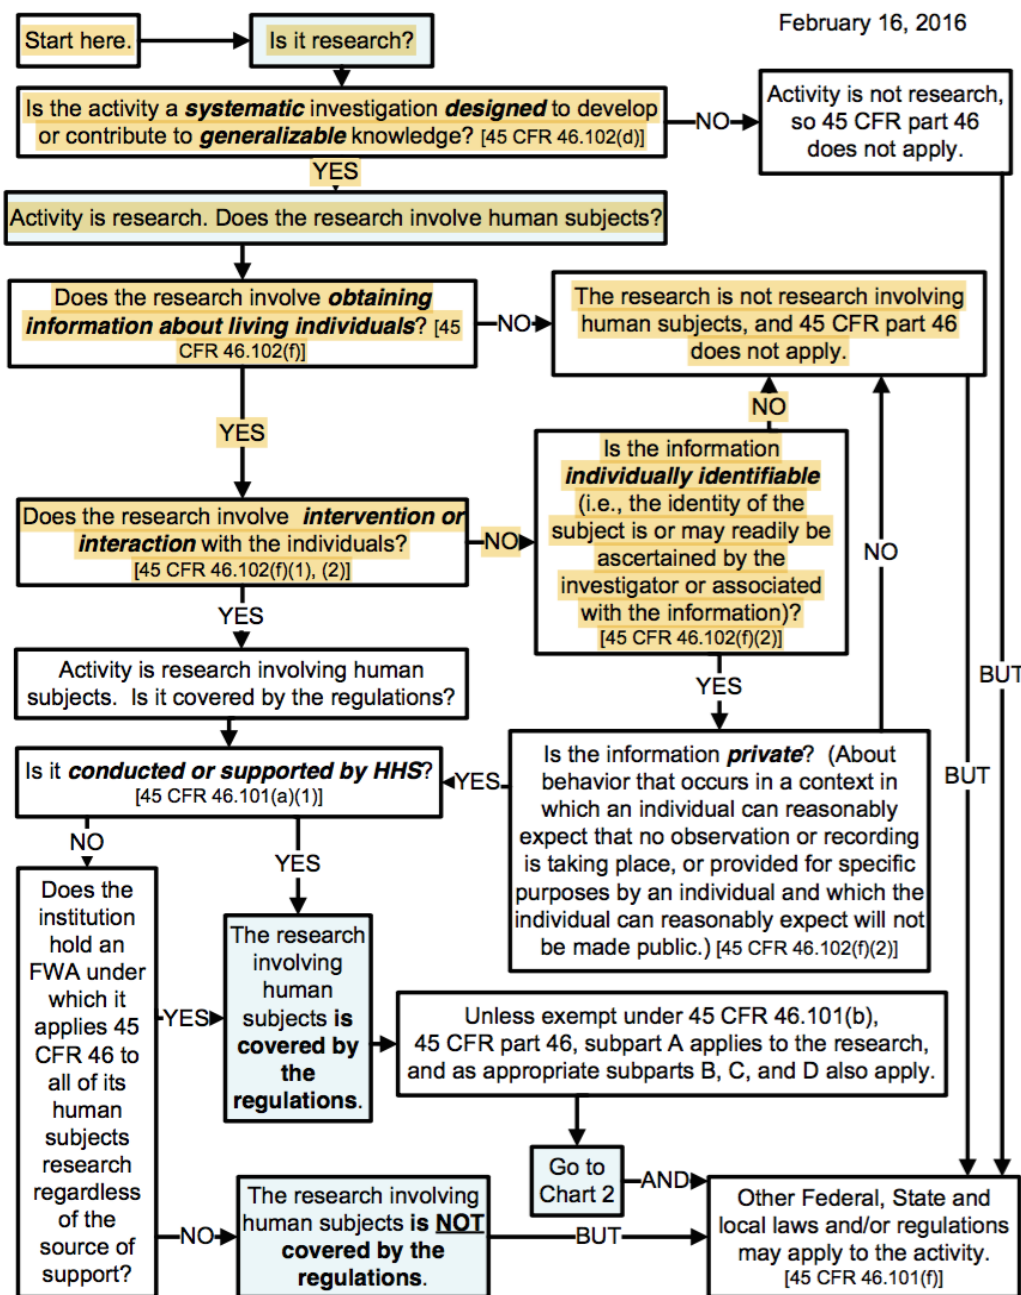 February 16, 2016
Start here.
Is it research?
Is the activity a systematic investigation designed to develop
or contribute to generalizable knowledge? [45 CFR 46.102(d)]
NO
Activity is not research,
so 45 CFR part 46
does not apply.
YES
Activity is research. Does the research involve human subjects?
Does the research involve obtaining
information about living individuals? [45
CFR 46.102(f)]
NO
The research is not research involving
human subjects, and 45 CFR part 46
does not apply.
YES
NO
Is the information
individually identifiable
(i.e., the identity of the
subject is or may readily be
ascertained by the
investigator or associated
with the information)?
[45 CFR 46.102(f)(2)]
NO
Does the research involve intervention or
interaction with the individuals?
[45 CFR 46.102(f)(1), (2)]
NO
YES
YES
BUT
Activity is research involving human
subjects. Is it covered by the regulations?
Is it conducted or supported by HHS?
[45 CFR 46.101(a)(1)]
YES
Is the information private? (About
behavior that occurs in a context in
which an individual can reasonably
expect that no observation or recording
is taking place, or provided for specific
purposes by an individual and which the
individual can reasonably expect will not
be made public.) [45 CFR 46.102(f)(2)]
BUT
NO
YES
Does the
institution
hold an
FWA under
which it
applies 45
CFR 46 to
all of its
human
subjects
research
regardless
of the
source of
support?
YES
The research
involving
human
subjects is
covered by
the
regulations.
Unless exempt under 45 CFR 46.101(b),
45 CFR part 46, subpart A applies to the research,
and as appropriate subparts B, C, and D also apply.
Go to
Chart 2
AND
NO
The research involving
human subjects is NOT
covered by the
regulations.
BUT
Other Federal, State and
local laws and/or regulations
may apply to the activity.
[45 CFR 46.101(f)]